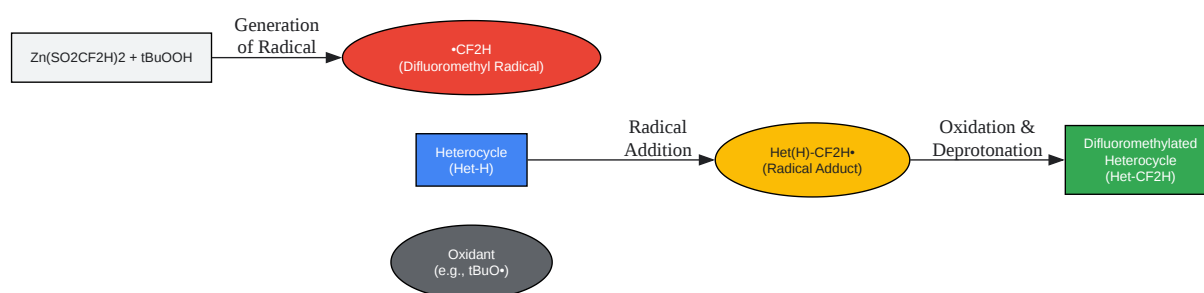 Generation
of Radical
Zn(SO2CF2H)2 + tBuOOH
•CF2H
(Difluoromethyl Radical)
Radical
Addition
Oxidation &
Deprotonation
Heterocycle
(Het-H)
Het(H)-CF2H•
(Radical Adduct)
Difluoromethylated
Heterocycle
(Het-CF2H)
Oxidant
(e.g., tBuO•)